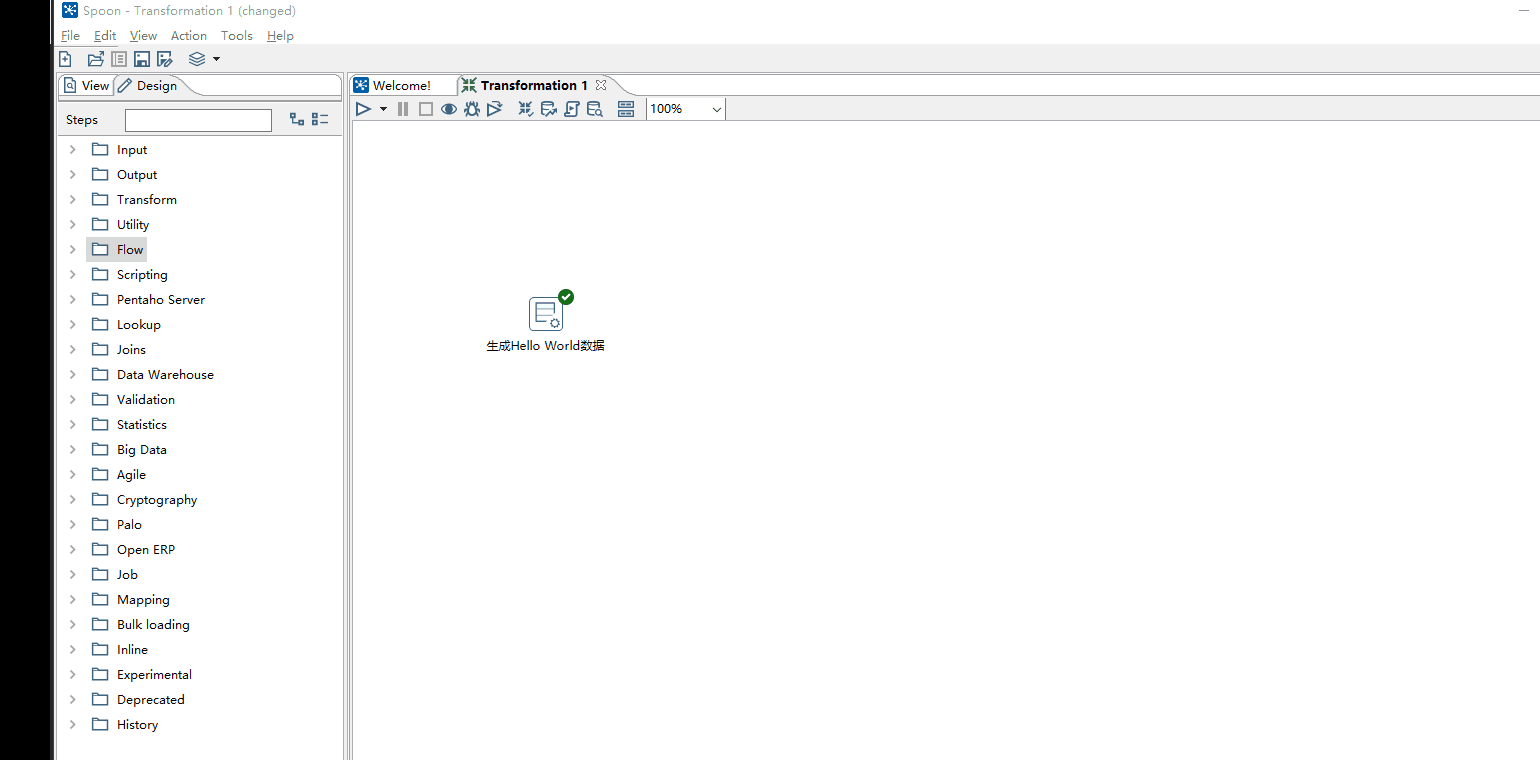 Spoon - Transformation 1 (changed)
File Edit View Action Tools Help
View Design
Welcome! Transformation 1
Steps
100%
Input
Output
Transform
Utility
Flow
Scripting
Pentaho Server
Lookup
Joins
Data Warehouse
Validation
Statistics
Big Data
Agile
Cryptography
Palo
Open ERP
Job
Mapping
Bulk loading
Inline
Experimental
Deprecated
History
生成Hello World数据